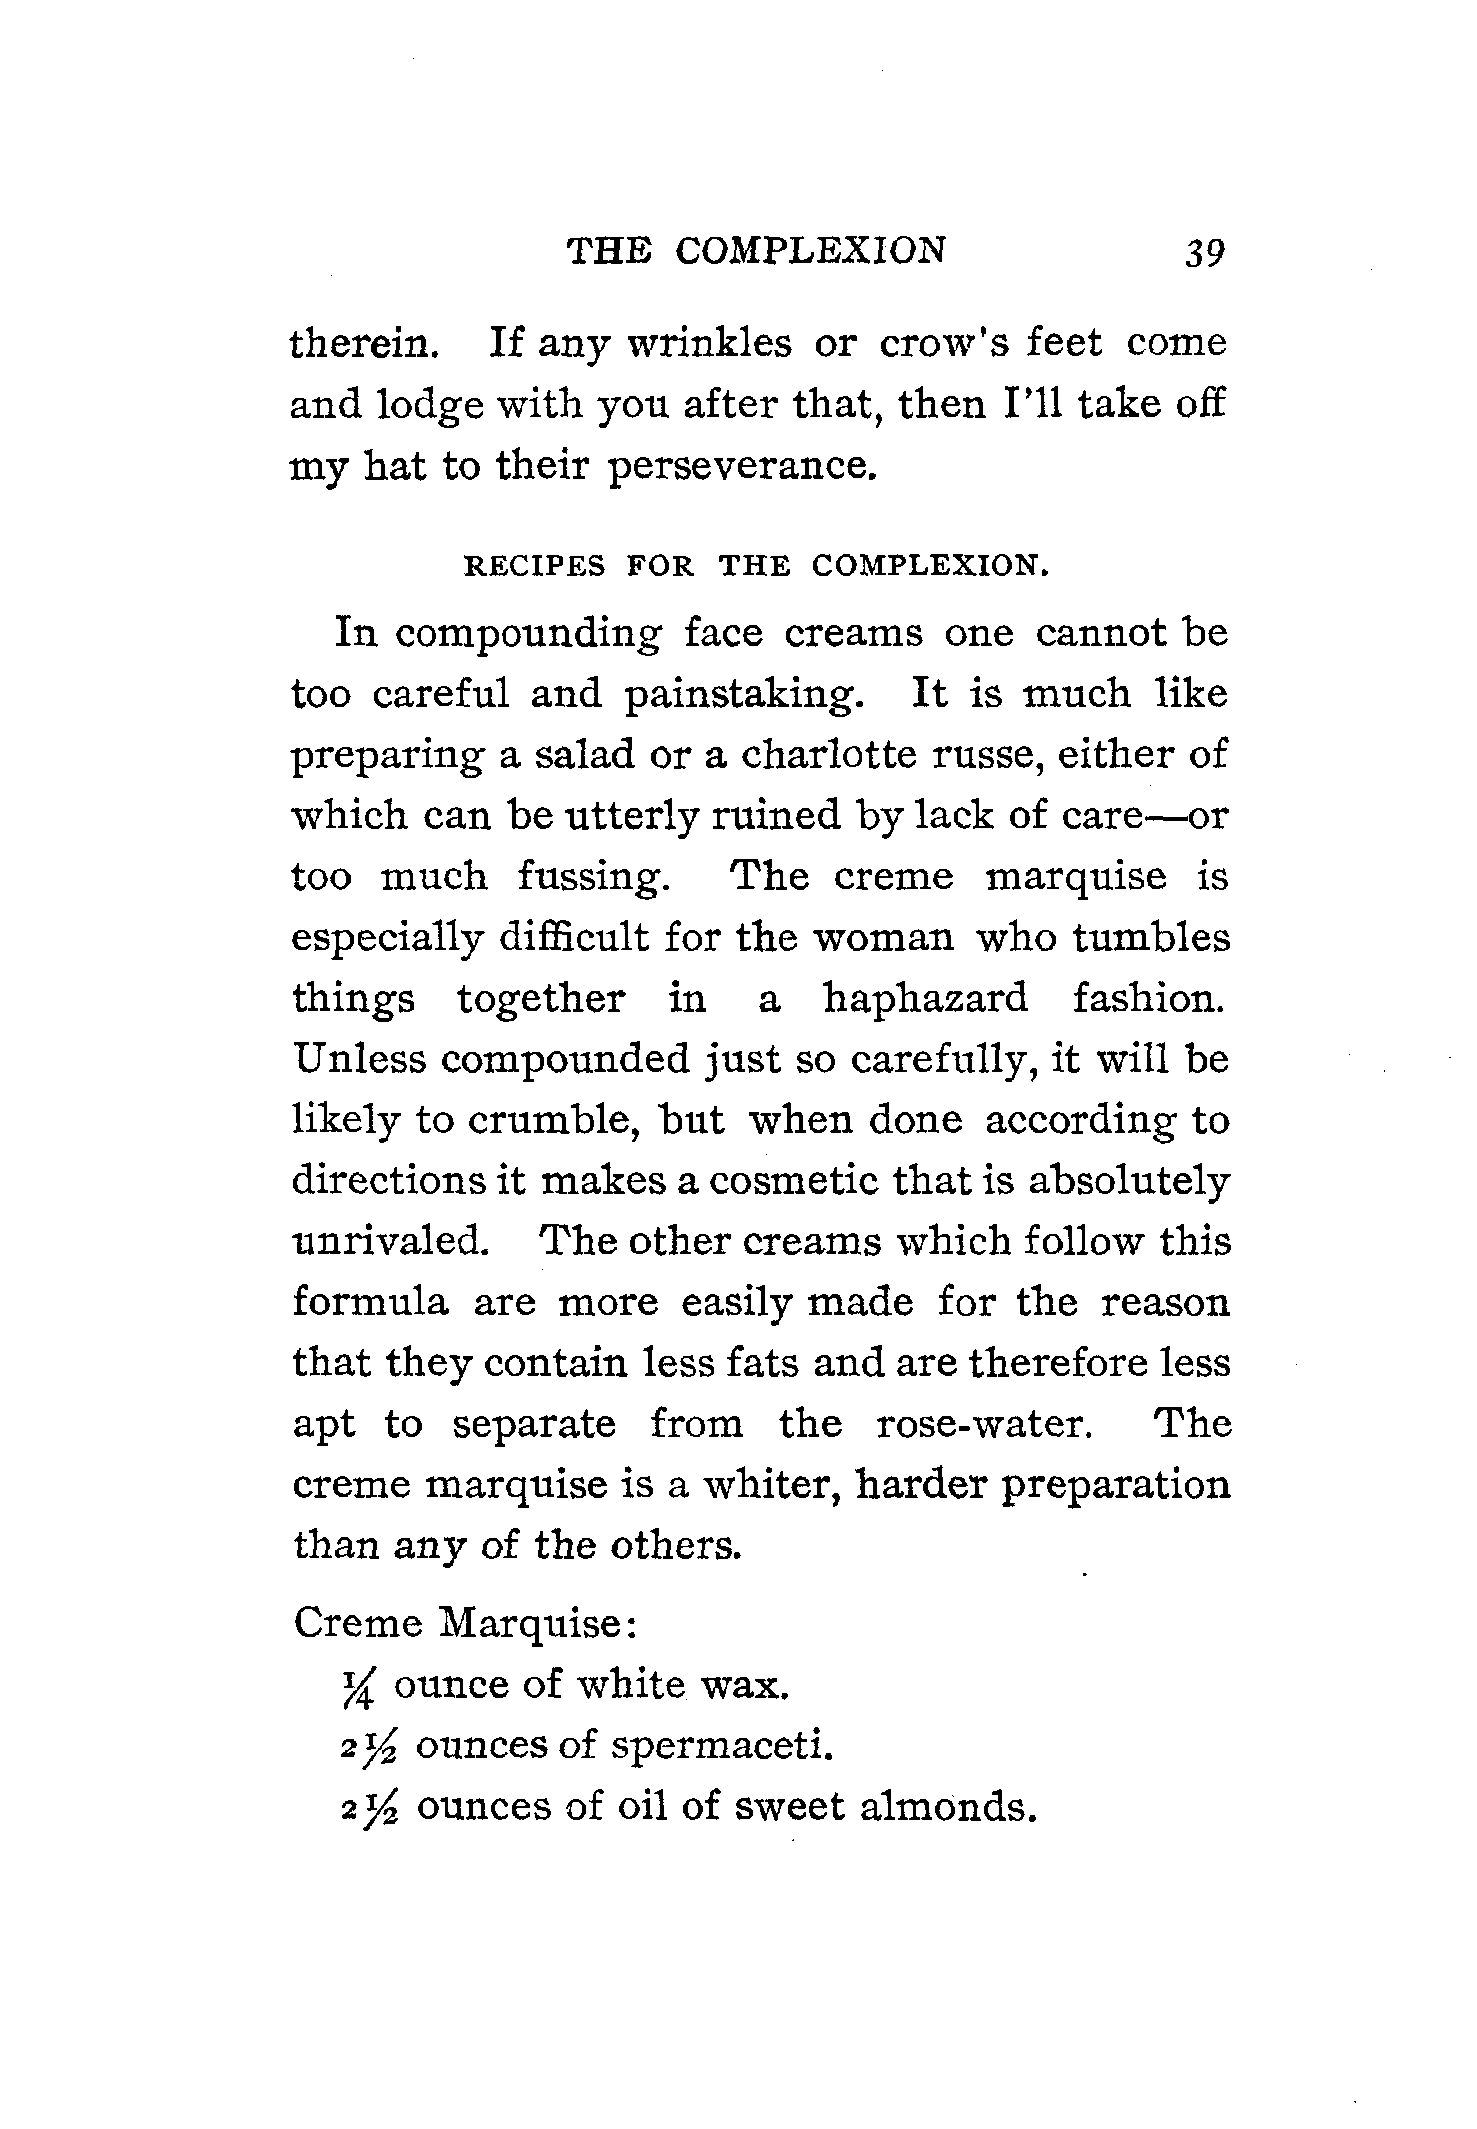 THE COMPLEXION 39
therein. If any wrinkles or crow's feet come
and lodge with you after that, then I'll take off
my hat to their perseverance.
RECIPES FOR THE COMPLEXION.
In compounding face creams one cannot be
too careful and painstaking. It is much like
preparing a salad or a charlotte russe, either of
which can be utterly ruined by lack of care—or
too much fussing. The creme marquise is
especially difficult for the woman who tumbles
things together in a haphazard fashion.
Unless compounded just so carefully, it will be
likely to crumble, but when done according to
directions it makes a cosmetic that is absolutely
unrivaled. The other creams which follow this
formula are more easily made for the reason
that they contain less fats and are therefore less
apt to separate from the rose-water. The
creme marquise is a whiter, harder preparation
than any of the others.
Creme Marquise:
¼ ounce of white wax.
2½ ounces of spermaceti.
2½ ounces of oil of sweet almonds.